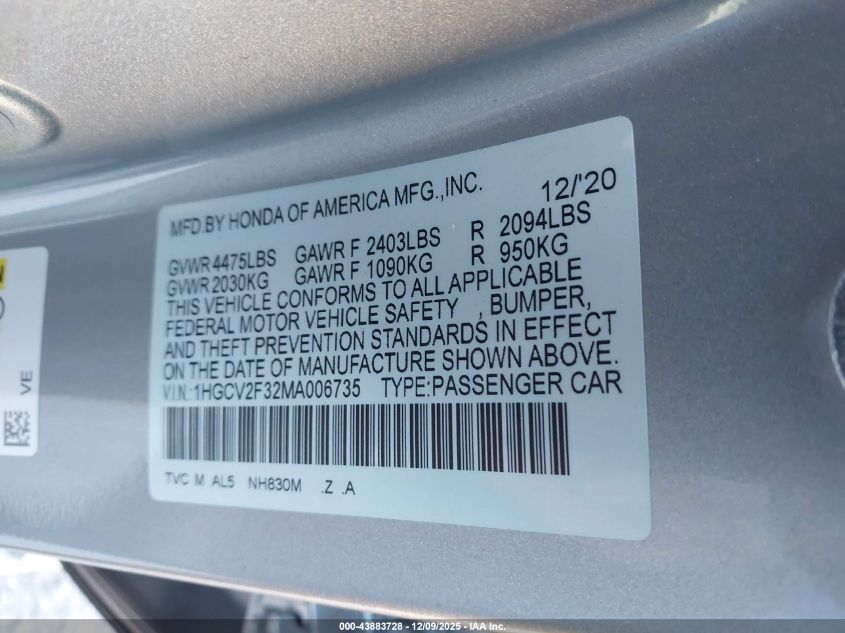 MFD.BY HONDA OF AMERICA MFG.,INC. 12/'20
GVWR 4475LBS GAWR F 2403LBS R 2094LBS
GVWR 2030KG GAWR F 1090KG R 950KG
THIS VEHICLE CONFORMS TO ALL APPLICABLE
FEDERAL MOTOR VEHICLE SAFETY , BUMPER,
AND THEFT PREVENTION STANDARDS IN EFFECT
ON THE DATE OF MANUFACTURE SHOWN ABOVE.
V.I.N.:1HGCV2F32MA006735 TYPE:PASSENGER CAR
TVC M AL5 NH830M .Z .A
VE
000-43883728 - 12/09/2025 - IAA Inc.